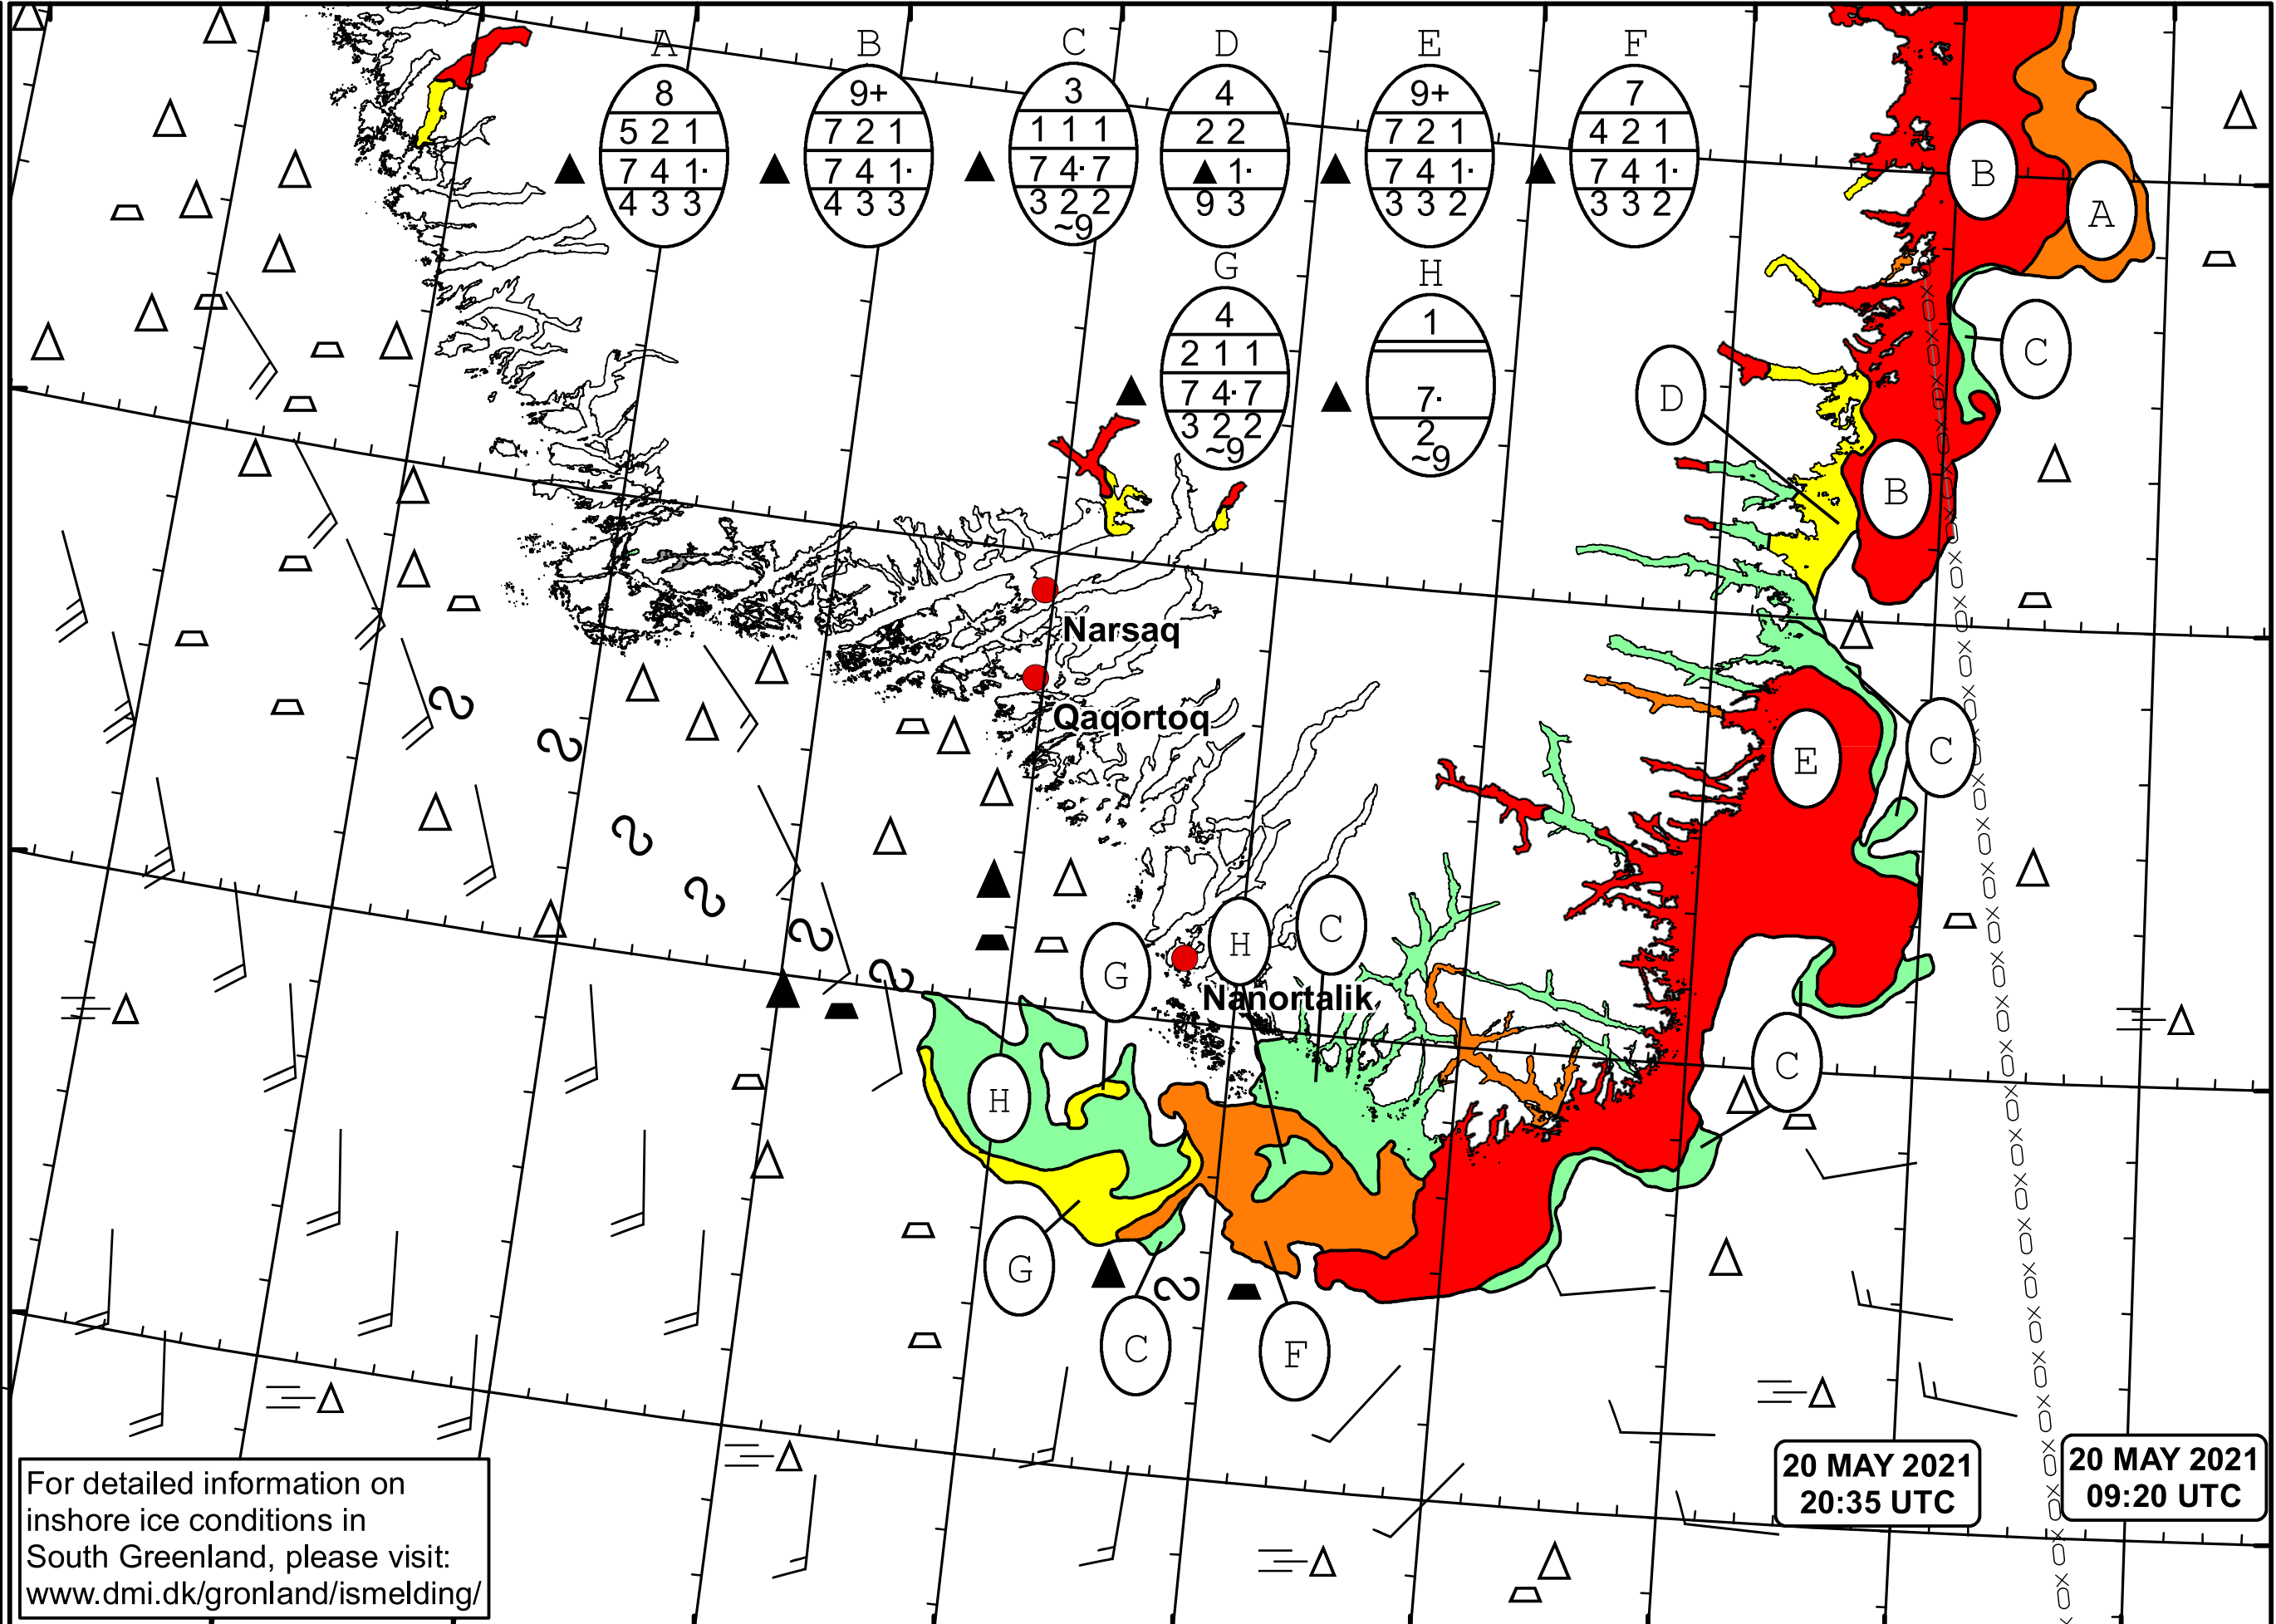 A B C D E F
8 9+ 3 4 9+ 7
5 2 1 7 2 1 1 1 1 2 2 7 2 1 4 2 1
7 4 1· 7 4 1· 7 4· 7 ▲ 1· 7 4 1· 7 4 1·
4 3 3 4 3 3 3 2 2 9 3 3 3 2 3 3 2
~9
G H
4 1
2 1 1
7 4· 7 7·
3 2 2 2
~9 ~9
B
A
C
D
B
Narsaq
Qaqortoq
E
C
H
C
G
Nanortalik
H
C
G
C
F
20 MAY 2021
20:35 UTC
20 MAY 2021
09:20 UTC
For detailed information on
inshore ice conditions in
South Greenland, please visit:
www.dmi.dk/gronland/ismelding/